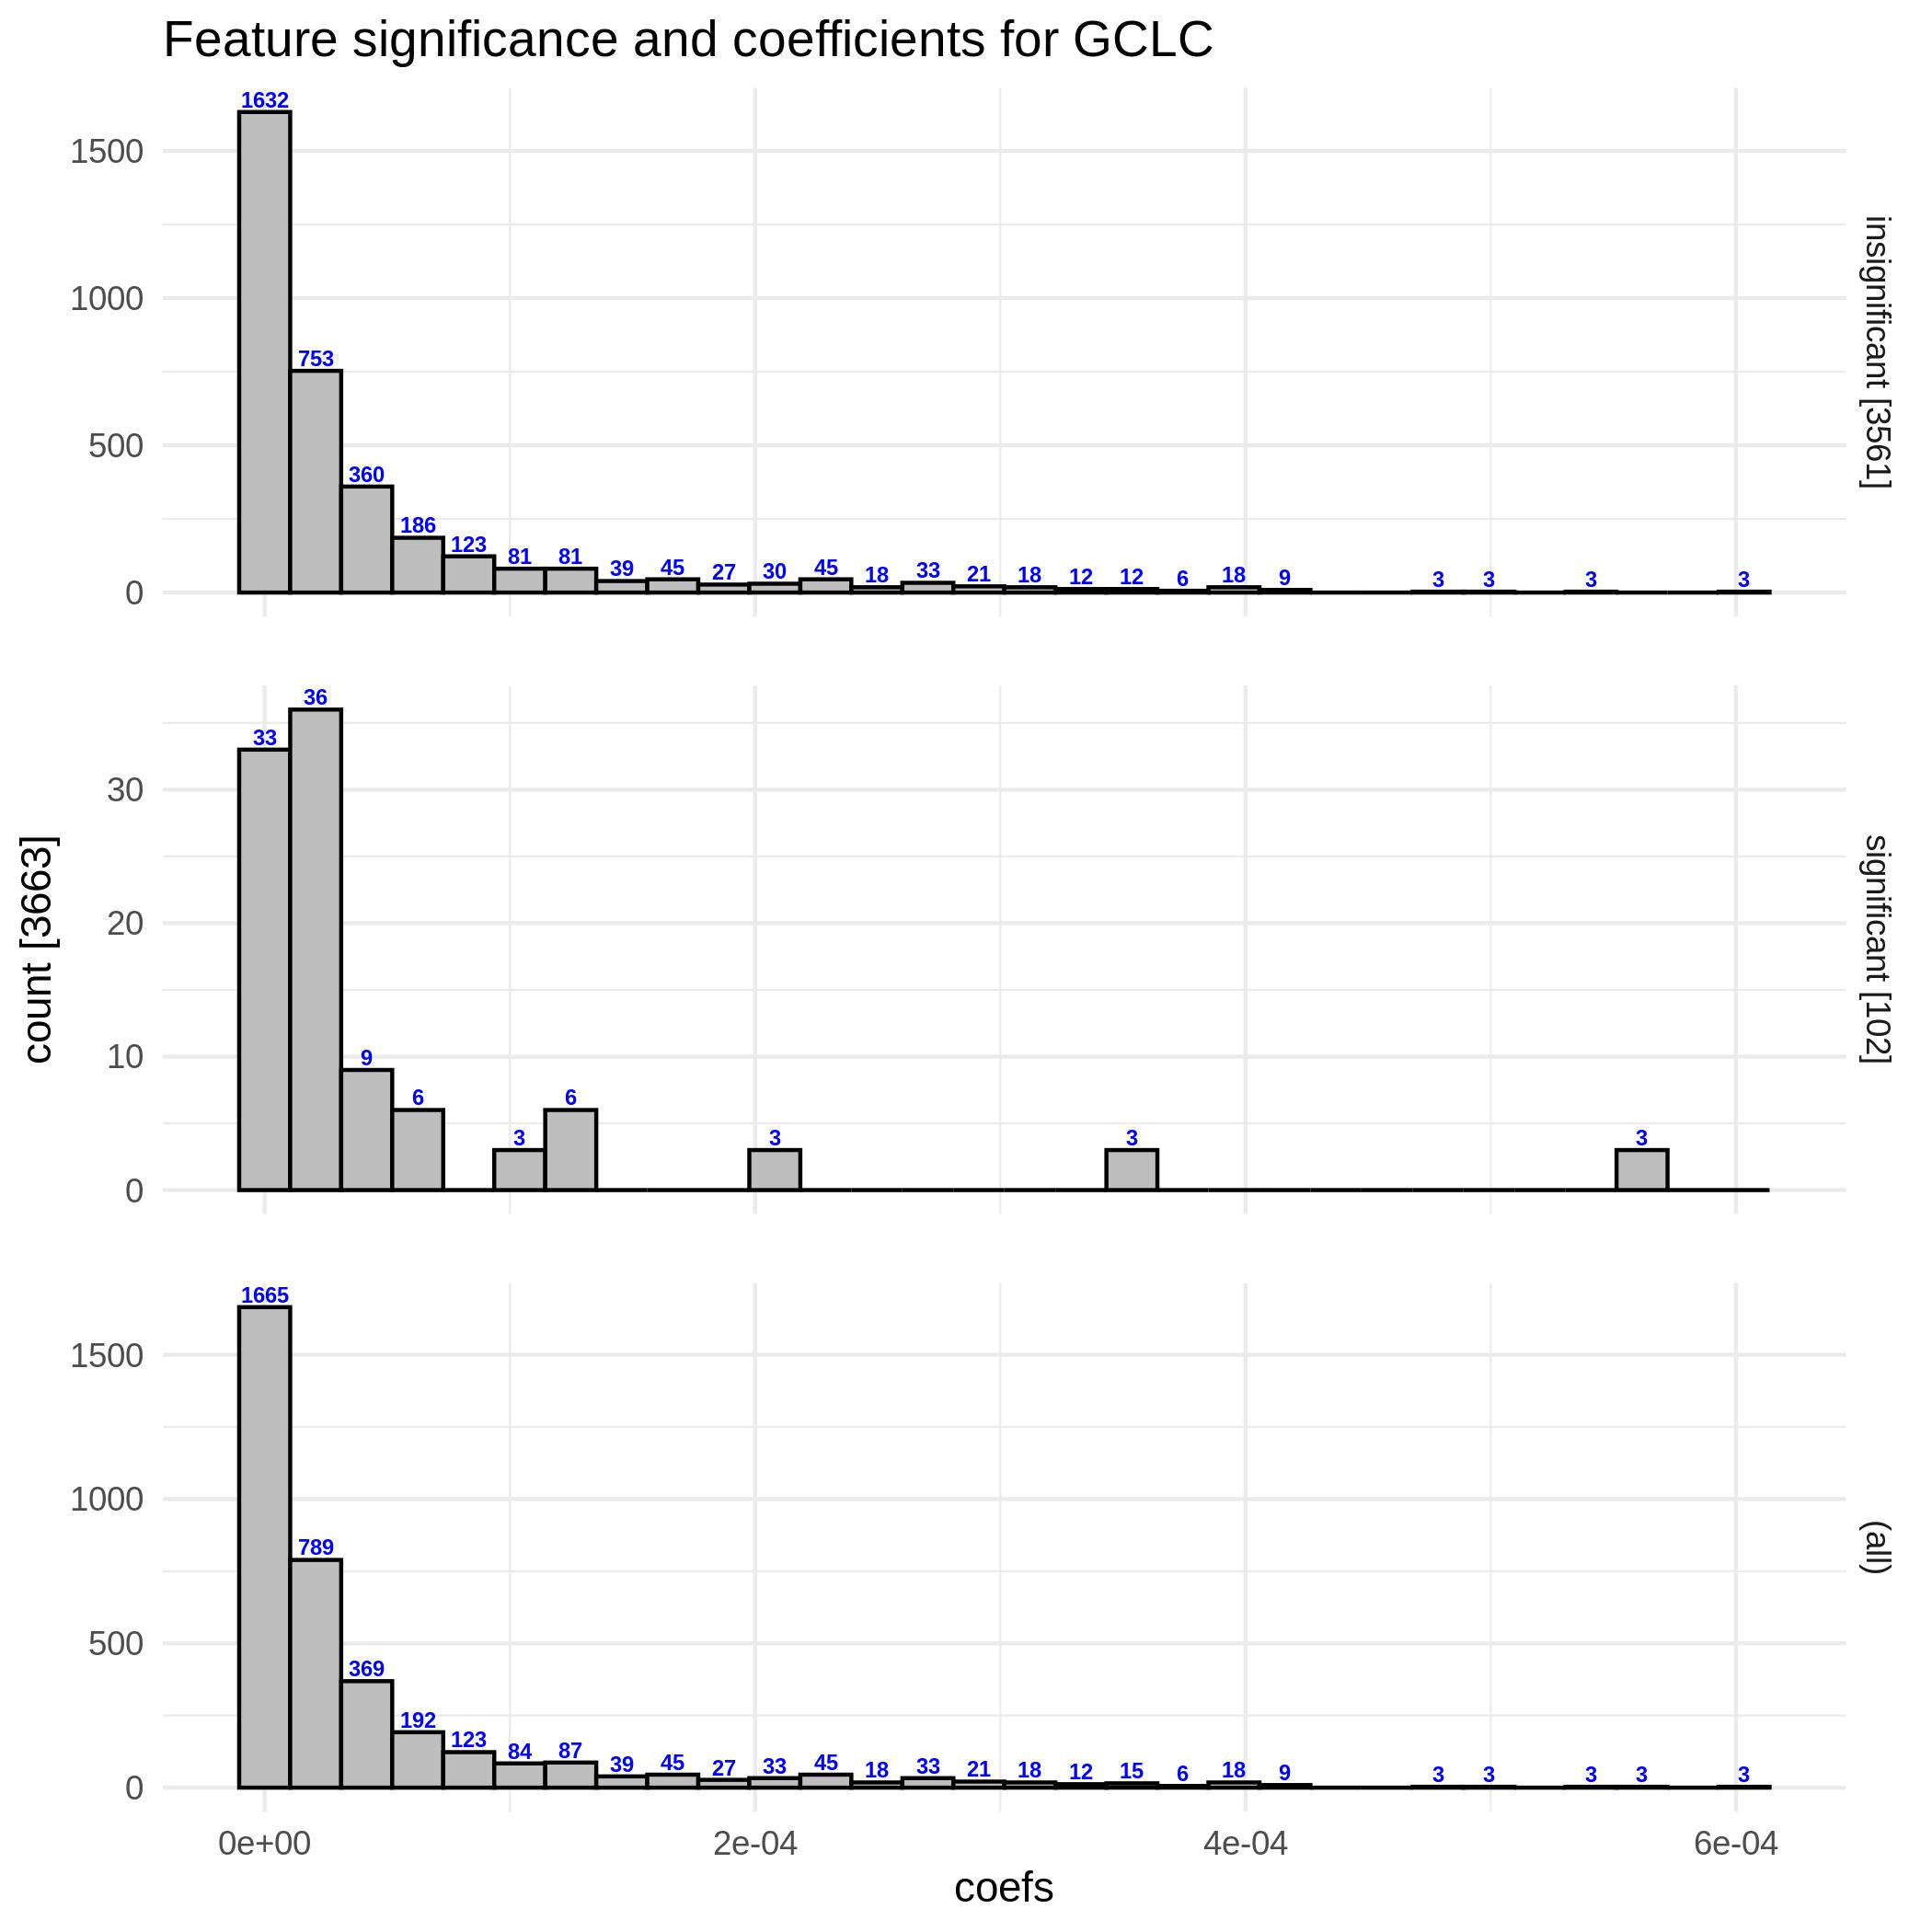 Feature significance and coefficients for GCLC
1632
1500
1000
753
500
360
186
123
81 81 39 45 27 30 45 18 33 21 18 12 12 6 18 9 3 3 3 3
0
insignificant [3561]
36
33
30
20
10
9
6 6
3 3 3 3
0
significant [102]
count [3663]
1665
1500
1000
789
500
369
192
123
84 87 39 45 27 33 45 18 33 21 18 12 15 6 18 9 3 3 3 3 3
0
(all)
0e+00 2e-04 4e-04 6e-04
coefs